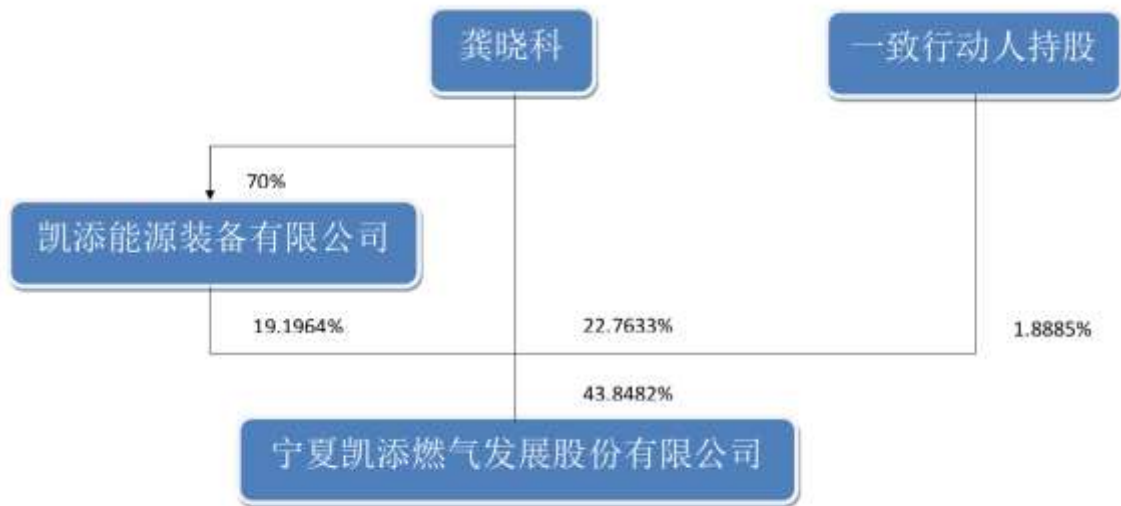 龚晓科
一致行动人持股
70%
凯添能源装备有限公司
19.1964%
22.7633%
1.8885%
43.8482%
宁夏凯添燃气发展股份有限公司